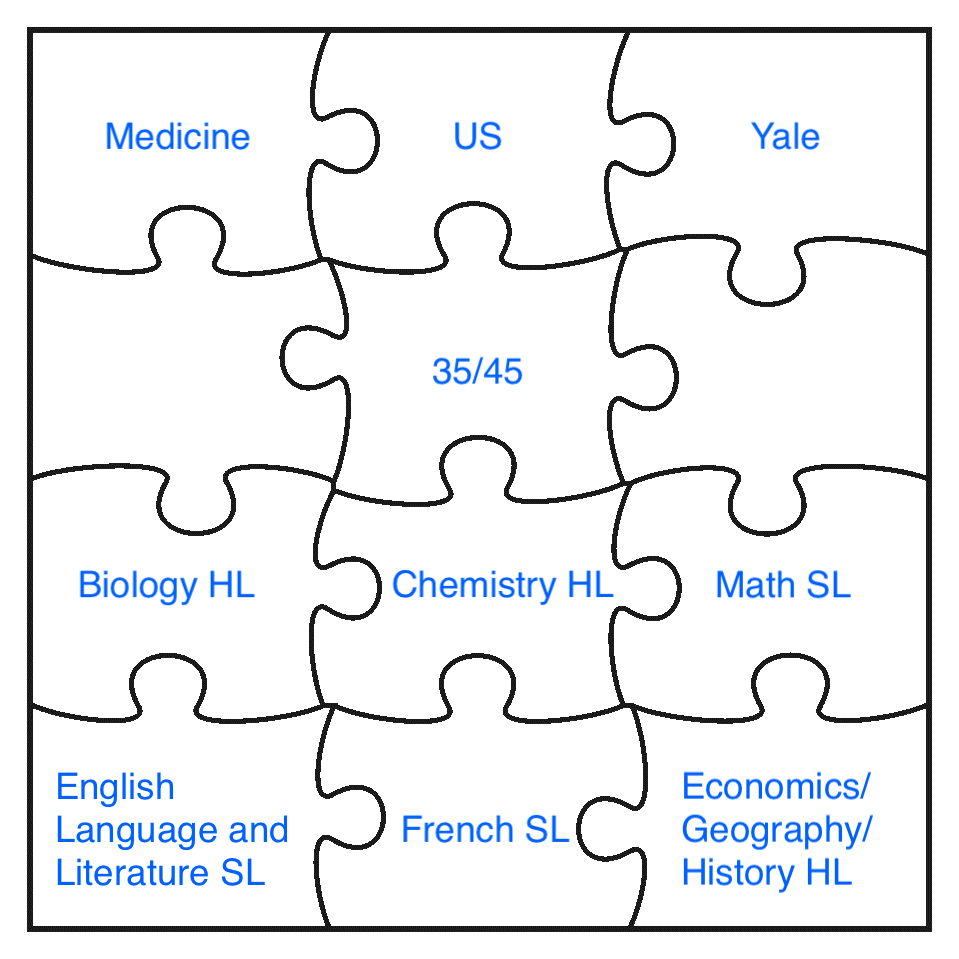 Medicine
US
Yale
35/45
Biology HL
Chemistry HL
Math SL
English
Language and
Literature SL
French SL
Economics/
Geography/
History HL